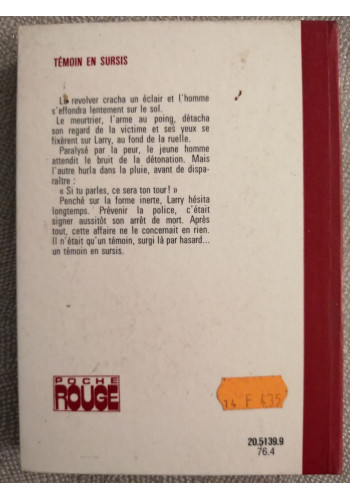 TÉMOIN EN SURSIS
Le revolver cracha un éclair et l'homme
s'effondra lentement sur le sol.
Le meurtrier, l'arme au poing, détacha
son regard de la victime et ses yeux se
fixèrent sur Larry, au fond de la ruelle.
Paralysé par la peur, le jeune homme
attendit le bruit de la détonation. Mais
l'autre hurla dans la pluie, avant de dispa-
raître :
« Si tu parles, ce sera ton tour! »
Penché sur la forme inerte, Larry hésita
longtemps. Prévenir la police, c'était
signer aussitôt son arrêt de mort. Après
tout, cette affaire ne le concernait en rien.
Il n'était qu'un témoin, surgi là par hasard...
un témoin en sursis.
POCHE
ROUGE
F
20.5139.9
76.4